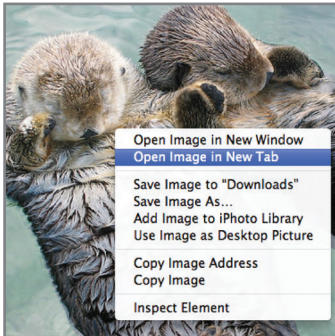 Open Image in New Window
Open Image in New Tab
Save Image to "Downloads"
Save Image As...
Add Image to iPhoto Library
Use Image as Desktop Picture
Copy Image Address
Copy Image
Inspect Element